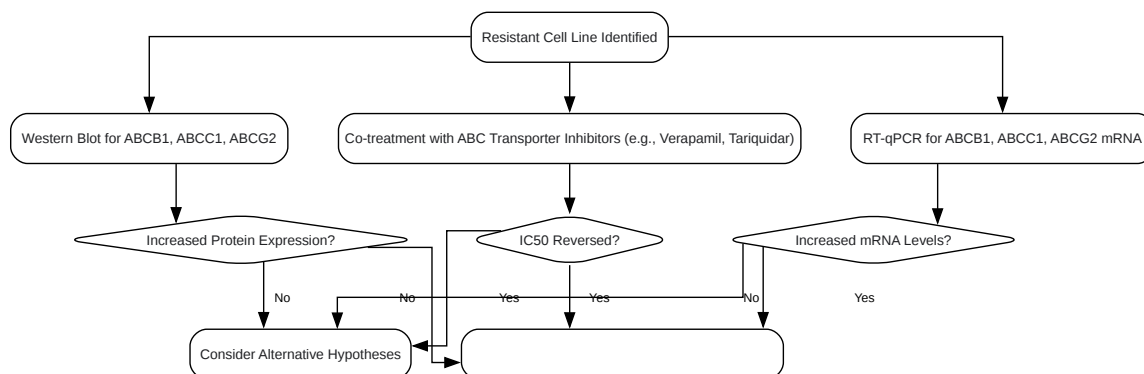 Resistant Cell Line Identified
Western Blot for ABCB1, ABCC1, ABCG2
Co-treatment with ABC Transporter Inhibitors (e.g., Verapamil, Tariquidar)
RT-qPCR for ABCB1, ABCC1, ABCG2 mRNA
Increased Protein Expression?
IC50 Reversed?
Increased mRNA Levels?
No
No
Yes
Yes
No
Yes
Consider Alternative Hypotheses